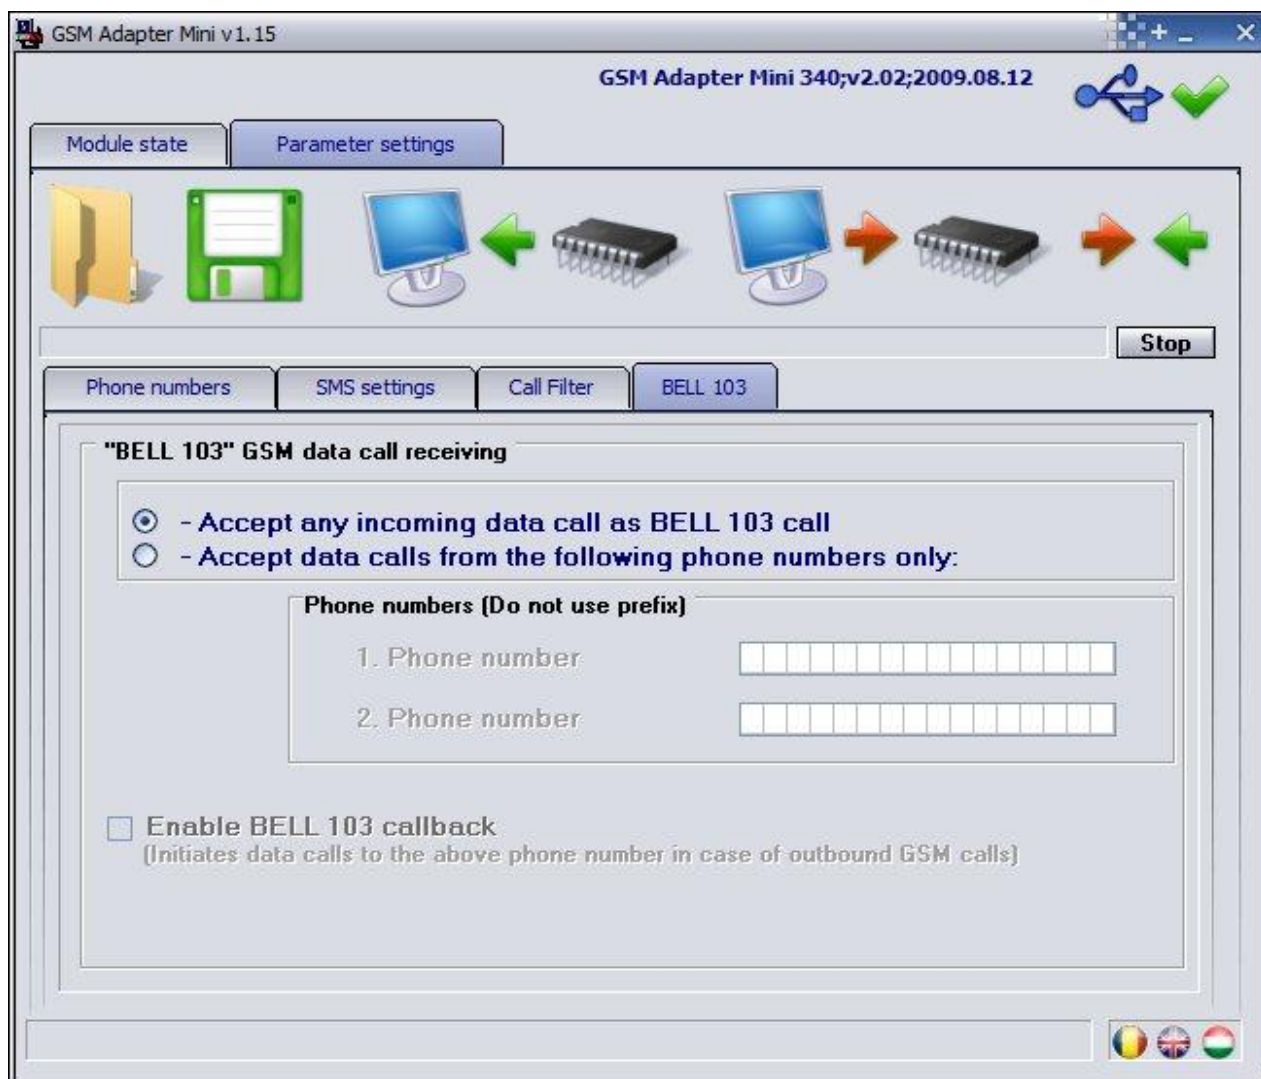 GSM Adapter Mini v1.15
GSM Adapter Mini 340;v2.02;2009.08.12
Module state
Parameter settings
Stop
Phone numbers
SMS settings
Call Filter
BELL 103
"BELL 103" GSM data call receiving
- Accept any incoming data call as BELL 103 call
- Accept data calls from the following phone numbers only:
Phone numbers (Do not use prefix)
1. Phone number
2. Phone number
Enable BELL 103 callback
(Initiates data calls to the above phone number in case of outbound GSM calls)